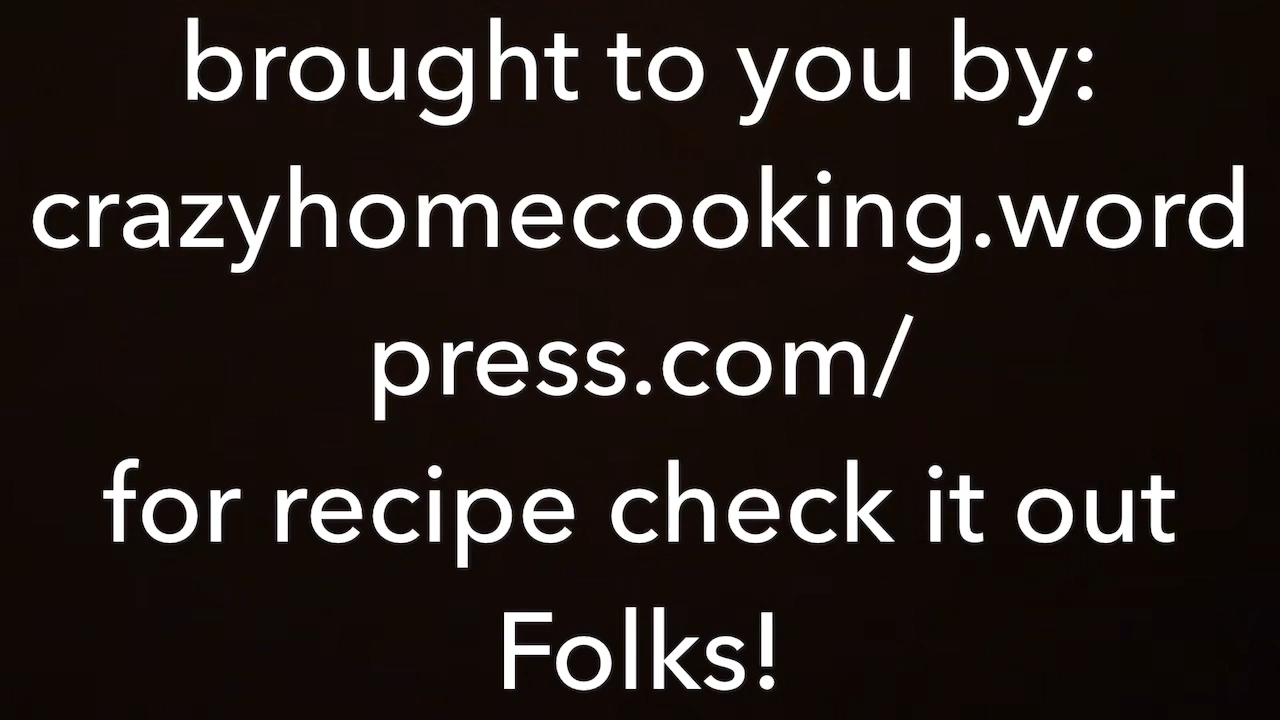 brought to you by:
crazyhomecooking.word
press.com/
for recipe check it out
Folks!